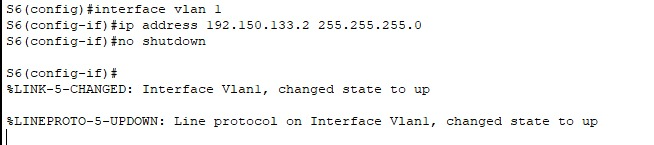 S6(config)#interface vlan 1
S6(config-if)#ip address 192.150.133.2 255.255.255.0
S6(config-if)#no shutdown
S6(config-if)#
%LINK-5-CHANGED: Interface Vlan1, changed state to up
%LINEPROTO-5-UPDOWN: Line protocol on Interface Vlan1, changed state to up